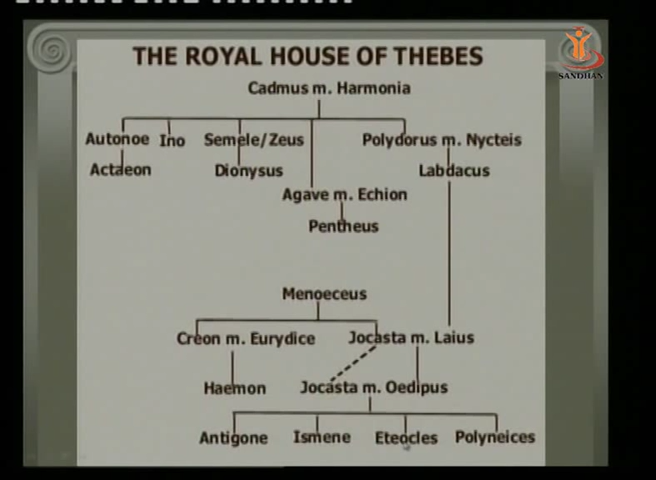 THE ROYAL HOUSE OF THEBES
SANDHAN
Cadmus m. Harmonia
Autonoe Ino Semele/Zeus Polydorus m. Nycteis
Actaeon Dionysus Labdacus
Agave m. Echion
Pentheus
Menoeceus
Creon m. Eurydice Jocasta m. Laius
Haemon Jocasta m. Oedipus
Antigone Ismene Eteocles Polyneices